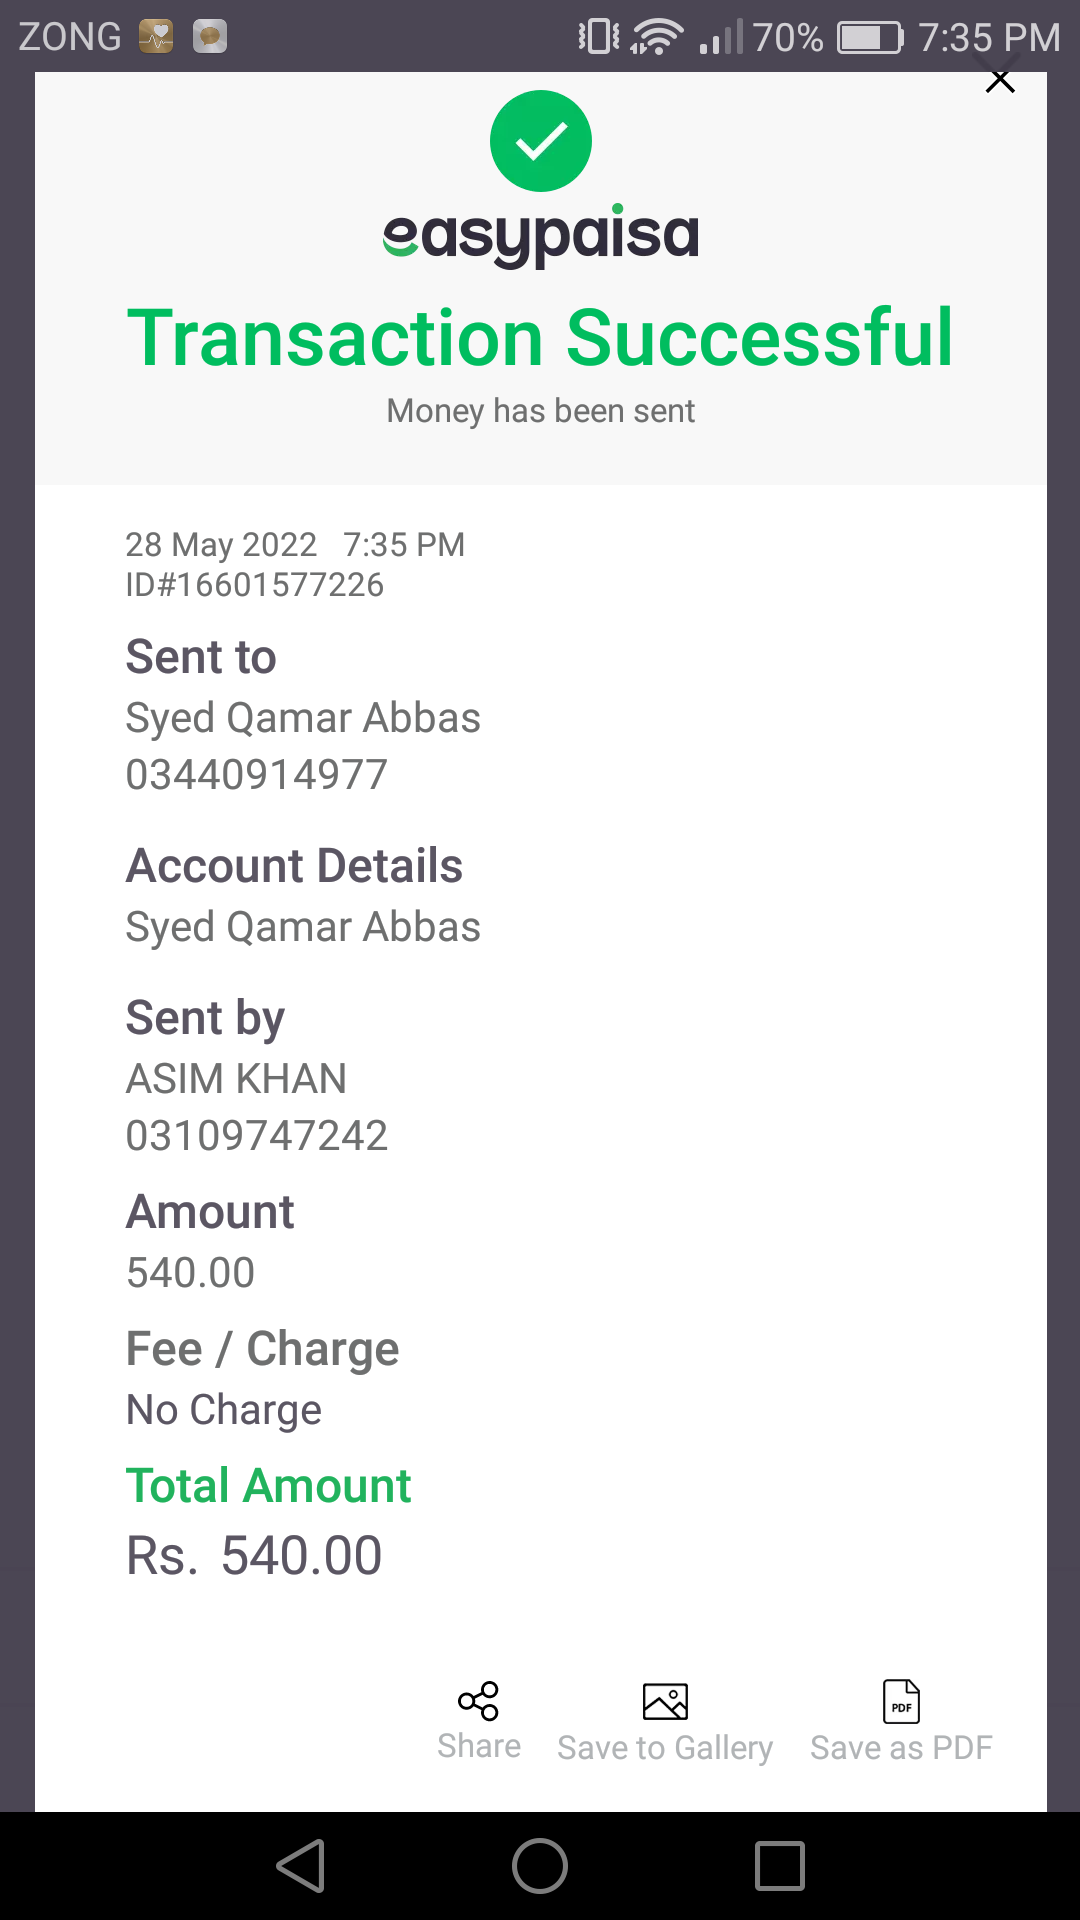 ZONG 70% 7:35 PM
easypaisa
Transaction Successful
Money has been sent
28 May 2022 7:35 PM
ID#16601577226
Sent to
Syed Qamar Abbas
03440914977
Account Details
Syed Qamar Abbas
Sent by
ASIM KHAN
03109747242
Amount
540.00
Fee / Charge
No Charge
Total Amount
Rs. 540.00
PDF
Share Save to Gallery Save as PDF